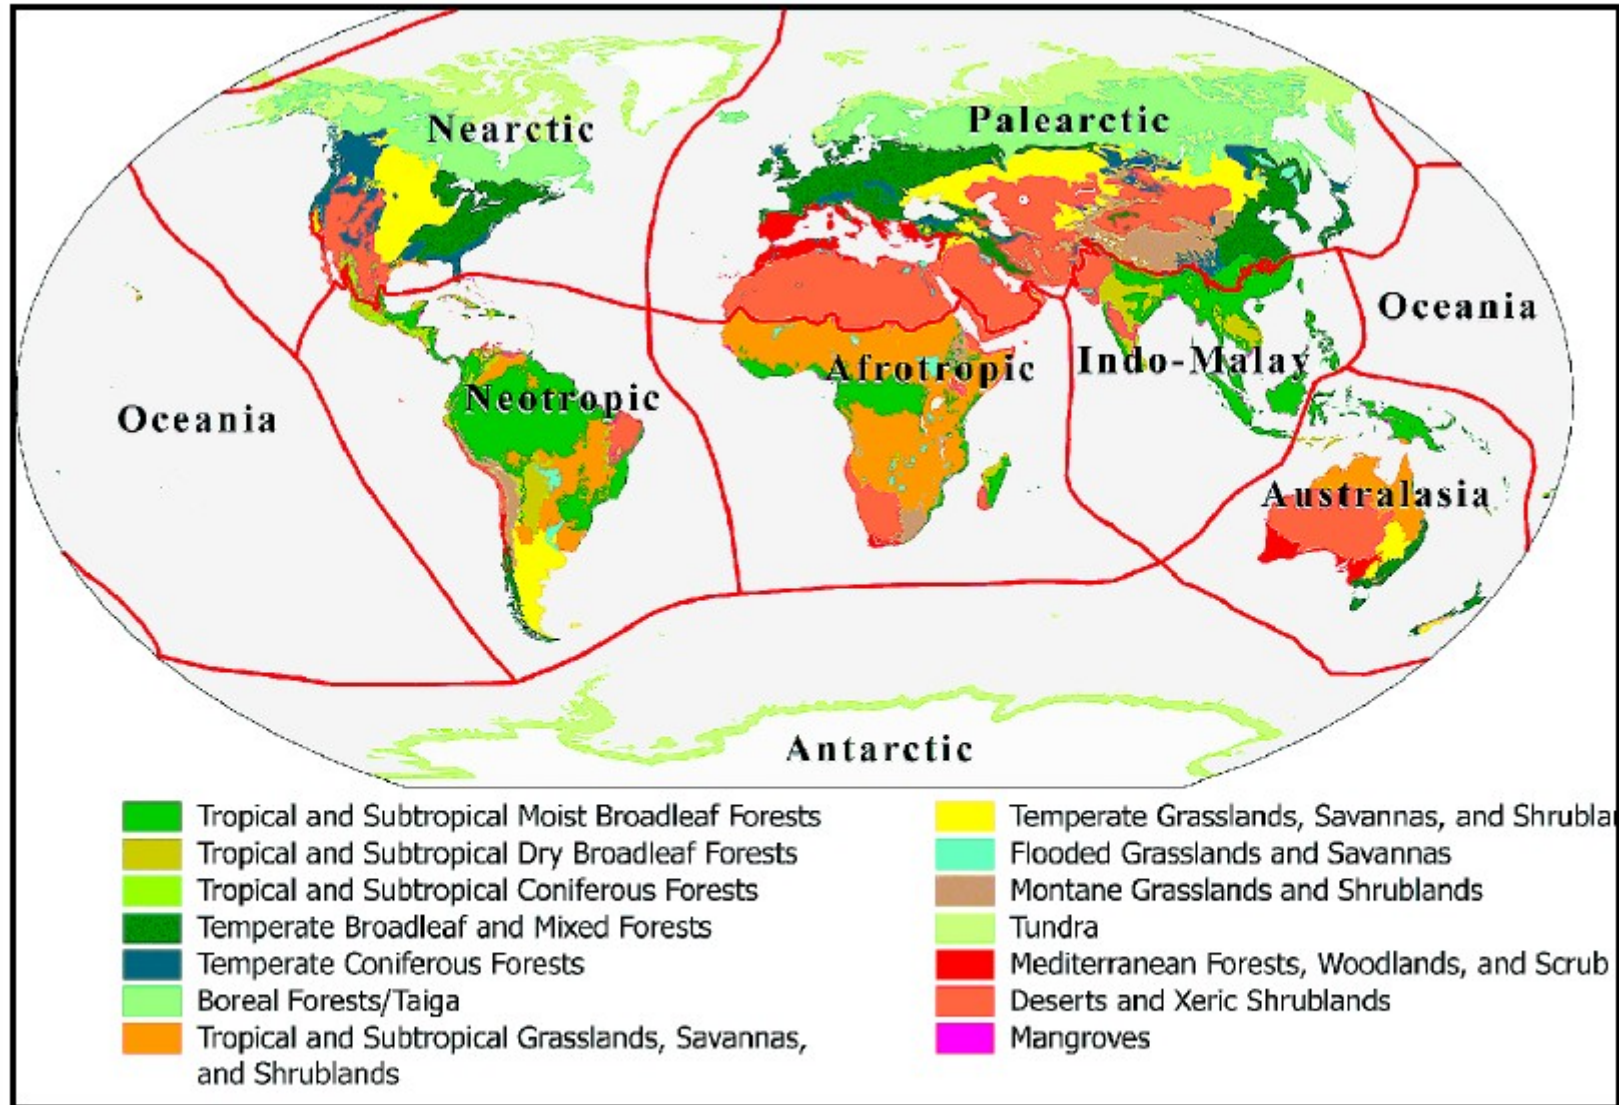 Nearctic
Palearctic
Oceania
Indo-Malay
Afrotropic
Neotropic
Oceania
Australasia
Antarctic
Tropical and Subtropical Moist Broadleaf Forests
Tropical and Subtropical Dry Broadleaf Forests
Tropical and Subtropical Coniferous Forests
Temperate Broadleaf and Mixed Forests
Temperate Coniferous Forests
Boreal Forests/Taiga
Tropical and Subtropical Grasslands, Savannas,
and Shrublands
Temperate Grasslands, Savannas, and Shrublan
Flooded Grasslands and Savannas
Montane Grasslands and Shrublands
Tundra
Mediterranean Forests, Woodlands, and Scrub
Deserts and Xeric Shrublands
Mangroves